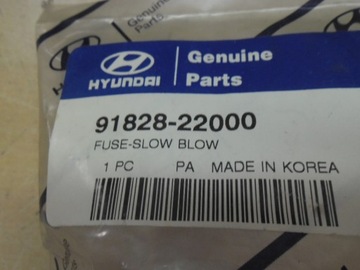 HYUNDAI
Genuine
Parts
91828-22000
FUSE-SLOW BLOW
1 PC PA MADE IN KOREA